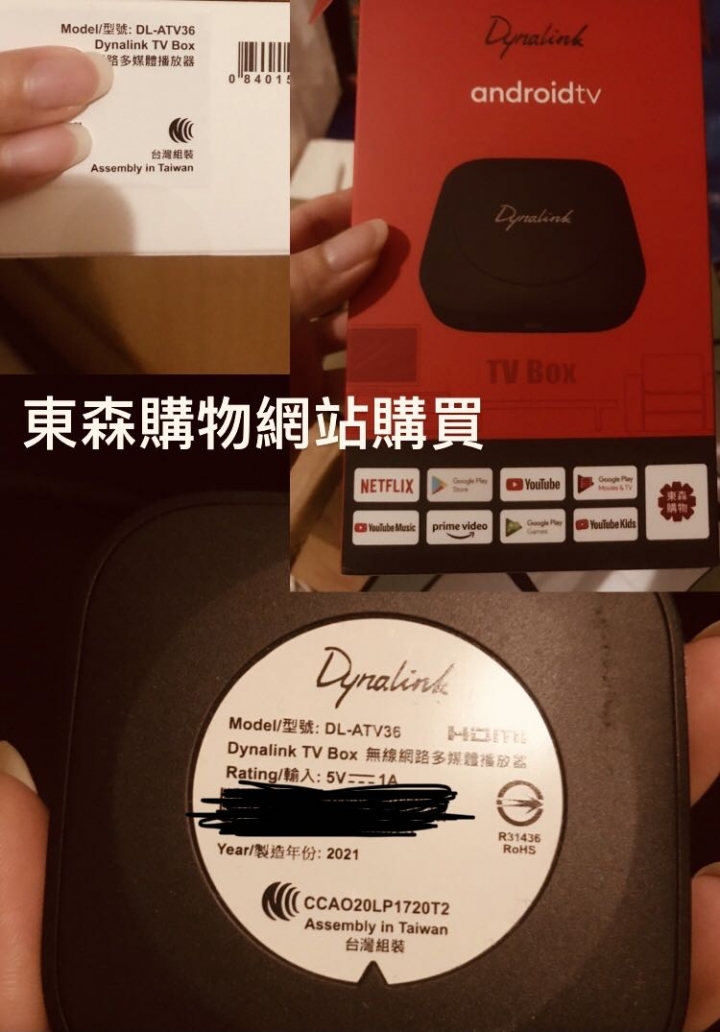 Model/型號: DL-ATV36
Dynalink TV Box
路多媒體播放器
0 84015
台灣組裝
Assembly in Taiwan
Dynalink
androidtv
Dynalink
TV Box
NETFLIX
Google Play Store
YouTube
Google Play Movies & TV
YouTube Music
prime video
Google Play Games
YouTube Kids
東森購物
東森購物網站購買
Dynalink
Model/型號: DL-ATV36
HDMI
Dynalink TV Box 無線網路多媒體播放器
Rating/輸入: 5V 1A
R31436
RoHS
Year/製造年份: 2021
CCAO20LP1720T2
Assembly in Taiwan
台灣組裝